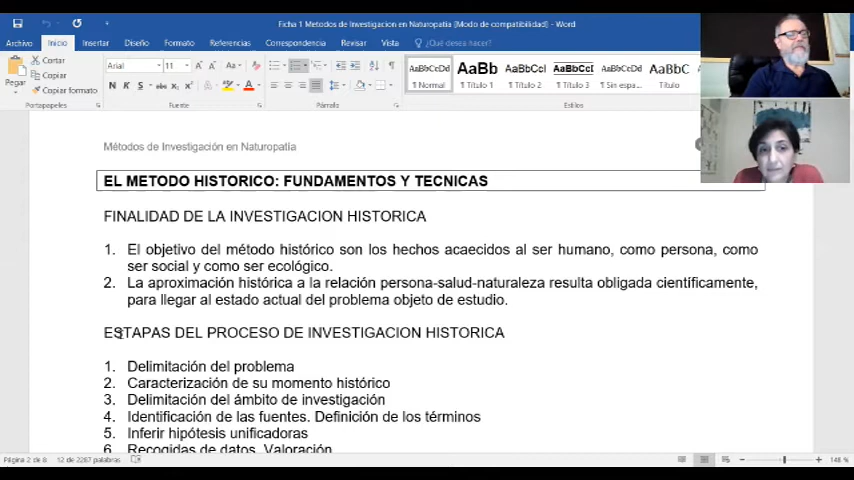 Ficha 1 Metodos de Investigacion en Naturopatía [Modo de compatibilidad] - Word
Archivo Inicio Insertar Diseño Formato Referencias Correspondencia Revisar Vista ¿Qué desea hacer?
Pegar
Cortar
Copiar
Copiar formato
Arial 11
N K S abc x₂ x²
AaBbCcDd AaBb AaBbCcI AaBbCcI AaBbCcDd AaBbC
¶ Normal ¶ Título 1 ¶ Título 2 ¶ Título 3 ¶ Sin espa... Título
Portapapeles Fuente Párrafo Estilos
Métodos de Investigación en Naturopatía
EL METODO HISTORICO: FUNDAMENTOS Y TECNICAS
FINALIDAD DE LA INVESTIGACION HISTORICA
1. El objetivo del método histórico son los hechos acaecidos al ser humano, como persona, como
ser social y como ser ecológico.
2. La aproximación histórica a la relación persona-salud-naturaleza resulta obligada científicamente,
para llegar al estado actual del problema objeto de estudio.
ESTAPAS DEL PROCESO DE INVESTIGACION HISTORICA
1. Delimitación del problema
2. Caracterización de su momento histórico
3. Delimitación del ámbito de investigación
4. Identificación de las fuentes. Definición de los términos
5. Inferir hipótesis unificadoras
6. Recogidas de datos. Valoración
Página 2 de 8 12 de 2287 palabras 148 %